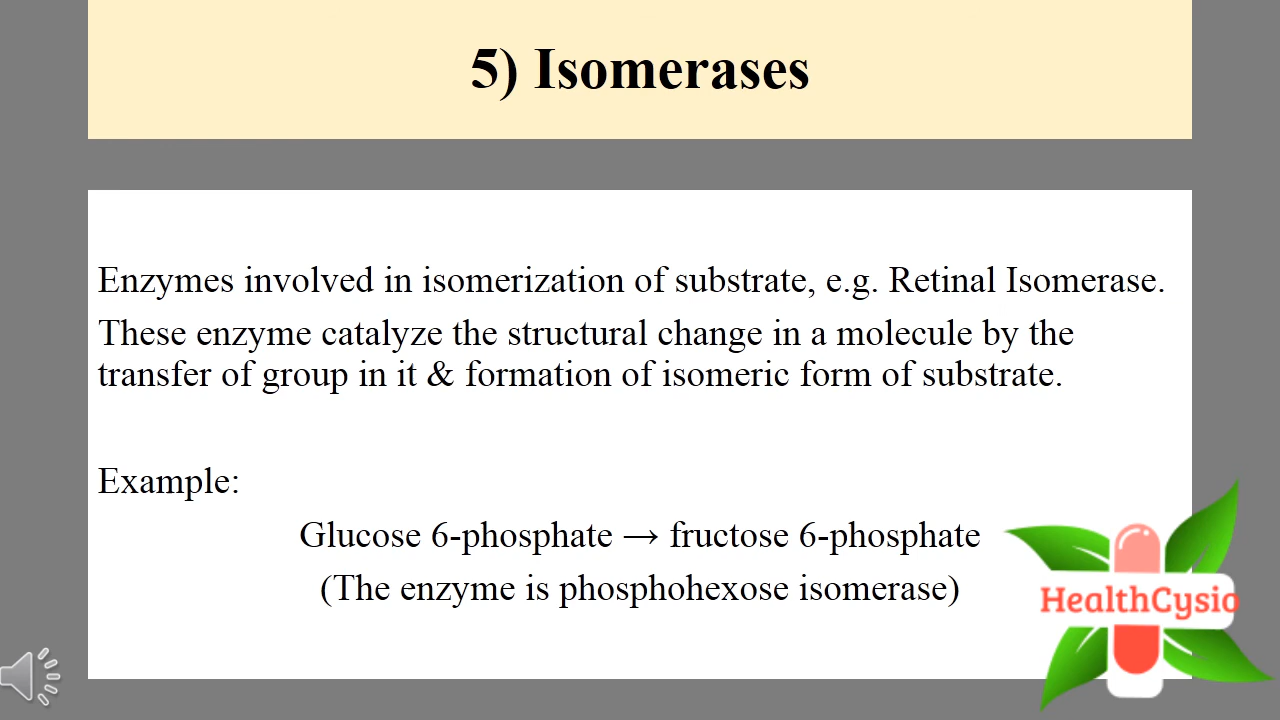 5) Isomerases
Enzymes involved in isomerization of substrate, e.g. Retinal Isomerase.
These enzyme catalyze the structural change in a molecule by the
transfer of group in it & formation of isomeric form of substrate.
Example:
Glucose 6-phosphate → fructose 6-phosphate
(The enzyme is phosphohexose isomerase)
HealthCysio